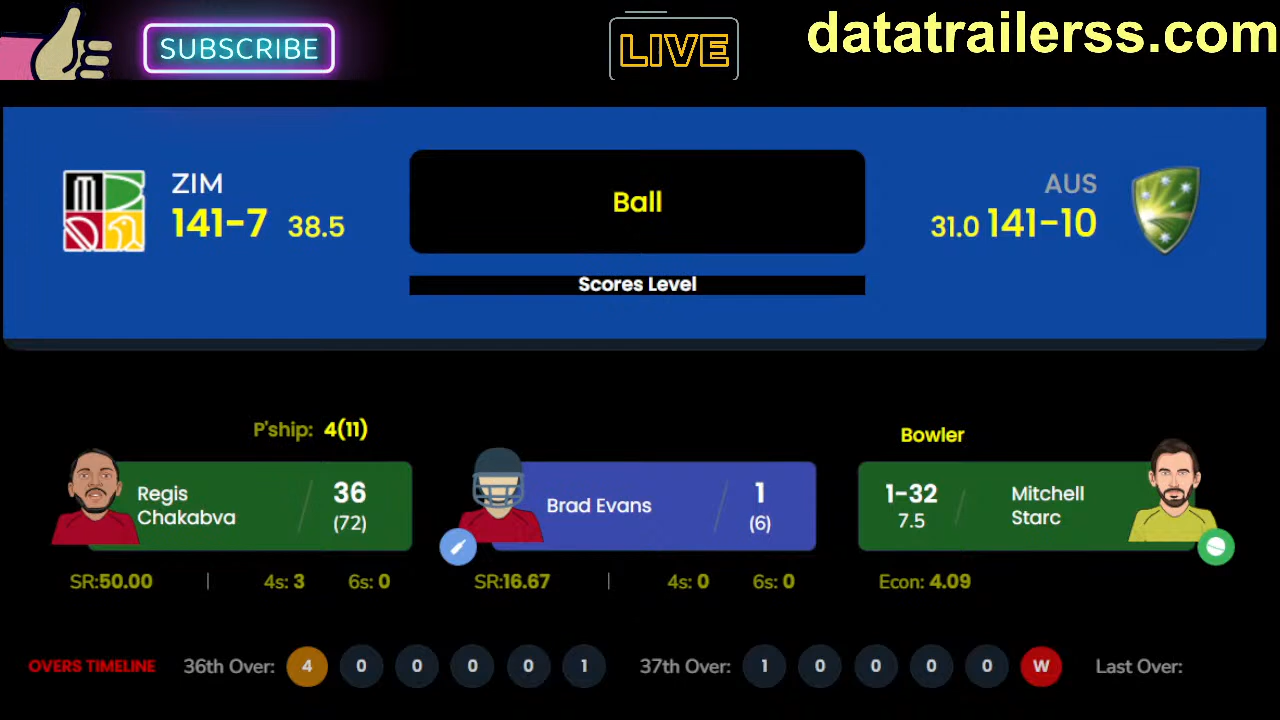 SUBSCRIBE
LIVE
datatrailerss.com
ZIM
141-7 38.5
Ball
Scores Level
AUS
31.0 141-10
P'ship: 4(11)
Regis
Chakabva
36
(72)
SR:50.00 | 4s: 3 6s: 0
Brad Evans
1
(6)
SR:16.67 | 4s: 0 6s: 0
Bowler
1-32
7.5
Mitchell
Starc
Econ: 4.09
OVERS TIMELINE 36th Over: 4 0 0 0 0 1 37th Over: 1 0 0 0 0 W Last Over: